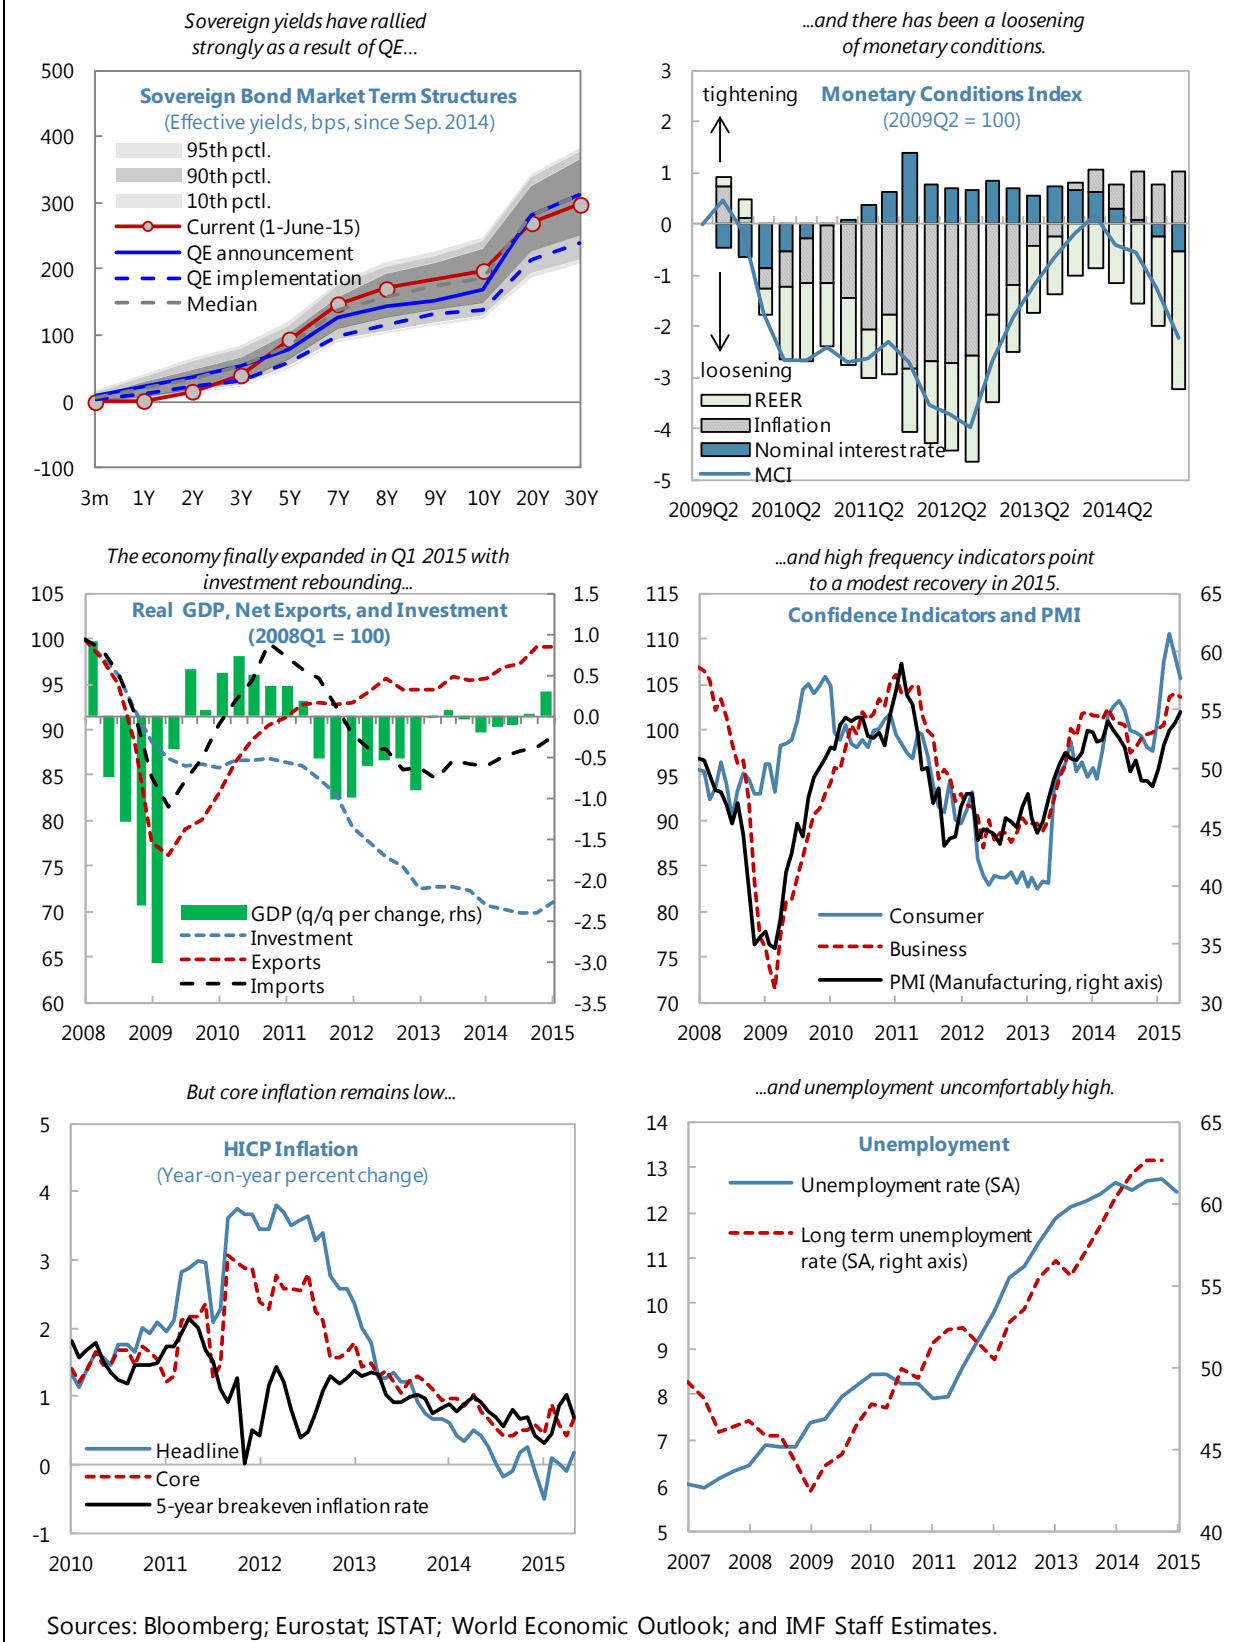 Sovereign yields have rallied
strongly as a result of QE...
500
400
300
200
100
0
-100
Sovereign Bond Market Term Structures
(Effective yields, bps, since Sep. 2014)
95th pctl.
90th pctl.
10th pctl.
Current (1-June-15)
QE announcement
QE implementation
Median
3m 1Y 2Y 3Y 5Y 7Y 8Y 9Y 10Y 20Y 30Y
...and there has been a loosening
of monetary conditions.
3
2
1
0
-1
-2
-3
-4
-5
tightening
Monetary Conditions Index
(2009Q2 = 100)
loosening
REER
Inflation
Nominal interest rate
MCI
2009Q2 2010Q2 2011Q2 2012Q2 2013Q2 2014Q2
The economy finally expanded in Q1 2015 with
investment rebounding...
105
100
95
90
85
80
75
70
65
60
Real GDP, Net Exports, and Investment
(2008Q1 = 100)
1.5
1.0
0.5
0.0
-0.5
-1.0
-1.5
-2.0
-2.5
-3.0
-3.5
GDP (q/q per change, rhs)
Investment
Exports
Imports
2008 2009 2010 2011 2012 2013 2014 2015
...and high frequency indicators point
to a modest recovery in 2015.
115
110
105
100
95
90
85
80
75
70
Confidence Indicators and PMI
65
60
55
50
45
40
35
30
Consumer
Business
PMI (Manufacturing, right axis)
2008 2009 2010 2011 2012 2013 2014 2015
But core inflation remains low...
5
4
3
2
1
0
-1
HICP Inflation
(Year-on-year percent change)
Headline
Core
5-year breakeven inflation rate
2010 2011 2012 2013 2014 2015
...and unemployment uncomfortably high.
14
13
12
11
10
9
8
7
6
5
Unemployment
65
60
55
50
45
40
Unemployment rate (SA)
Long term unemployment
rate (SA, right axis)
2007 2008 2009 2010 2011 2012 2013 2014 2015
Sources: Bloomberg; Eurostat; ISTAT; World Economic Outlook; and IMF Staff Estimates.